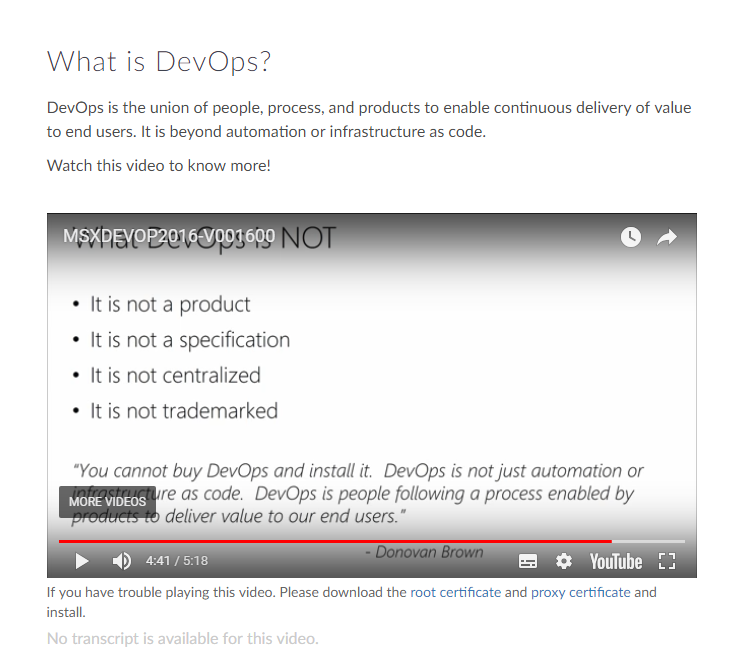 What is DevOps?
DevOps is the union of people, process, and products to enable continuous delivery of value
to end users. It is beyond automation or infrastructure as code.
Watch this video to know more!
What DevOps is NOT
MSXDEVOP2016-V001600
• It is not a product
• It is not a specification
• It is not centralized
• It is not trademarked
"You cannot buy DevOps and install it. DevOps is not just automation or
infrastructure as code. DevOps is people following a process enabled by
MORE VIDEOS
products to deliver value to our end users."
- Donovan Brown
4:41 / 5:18
YouTube
If you have trouble playing this video. Please download the root certificate and proxy certificate and
install.
No transcript is available for this video.